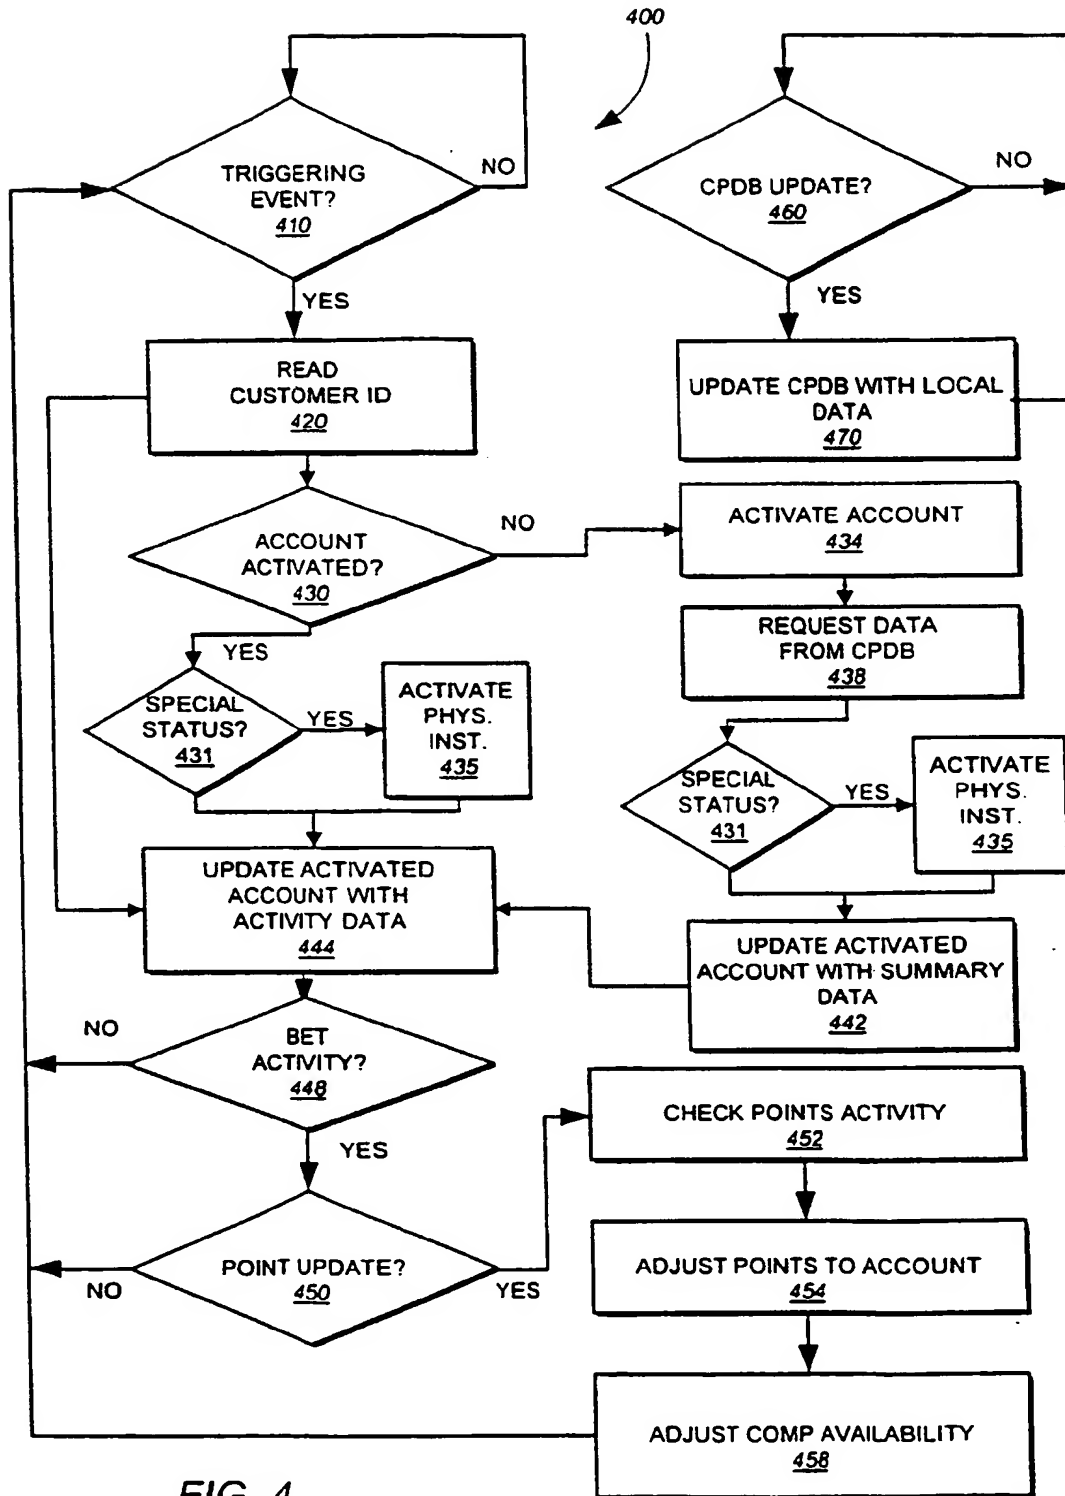 400
TRIGGERING
EVENT?
410
NO
YES
CPDB UPDATE?
460
NO
YES
READ
CUSTOMER ID
420
UPDATE CPDB WITH LOCAL
DATA
470
ACCOUNT
ACTIVATED?
430
NO
YES
ACTIVATE ACCOUNT
434
REQUEST DATA
FROM CPDB
438
SPECIAL
STATUS?
431
YES
ACTIVATE
PHYS.
INST.
435
SPECIAL
STATUS?
431
YES
ACTIVATE
PHYS.
INST.
435
UPDATE ACTIVATED
ACCOUNT WITH
ACTIVITY DATA
444
UPDATE ACTIVATED
ACCOUNT WITH SUMMARY
DATA
442
BET
ACTIVITY?
448
NO
YES
CHECK POINTS ACTIVITY
452
POINT UPDATE?
450
NO
YES
ADJUST POINTS TO ACCOUNT
454
ADJUST COMP AVAILABILITY
458
FIG. 4